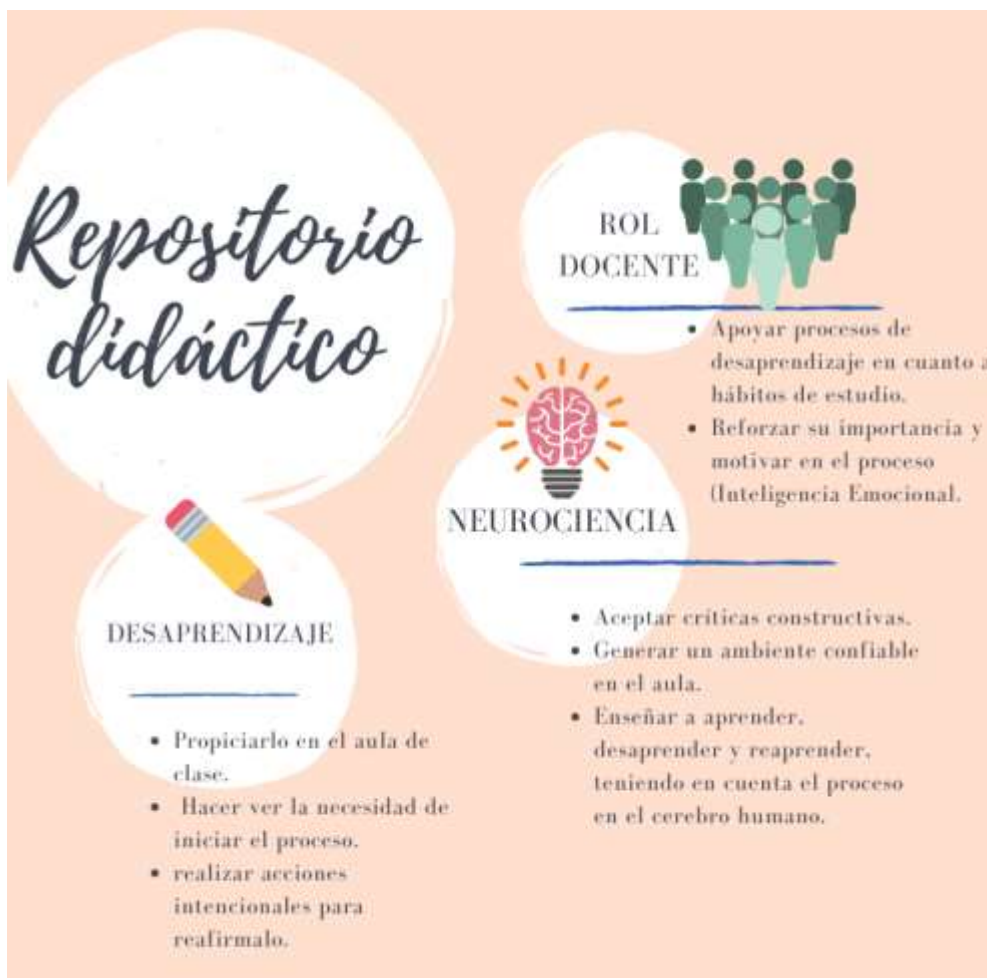 Repositorio
didáctico
ROL
DOCENTE
• Apoyar procesos de
desaprendizaje en cuanto a
hábitos de estudio.
• Reforzar su importancia y
motivar en el proceso
(Inteligencia Emocional.
NEUROCIENCIA
• Aceptar críticas constructivas.
• Generar un ambiente confiable
en el aula.
• Enseñar a aprender,
desaprender y reaprender,
teniendo en cuenta el proceso
en el cerebro humano.
DESAPRENDIZAJE
• Propiciarlo en el aula de
clase.
• Hacer ver la necesidad de
iniciar el proceso.
• realizar acciones
intencionales para
reafirmalo.